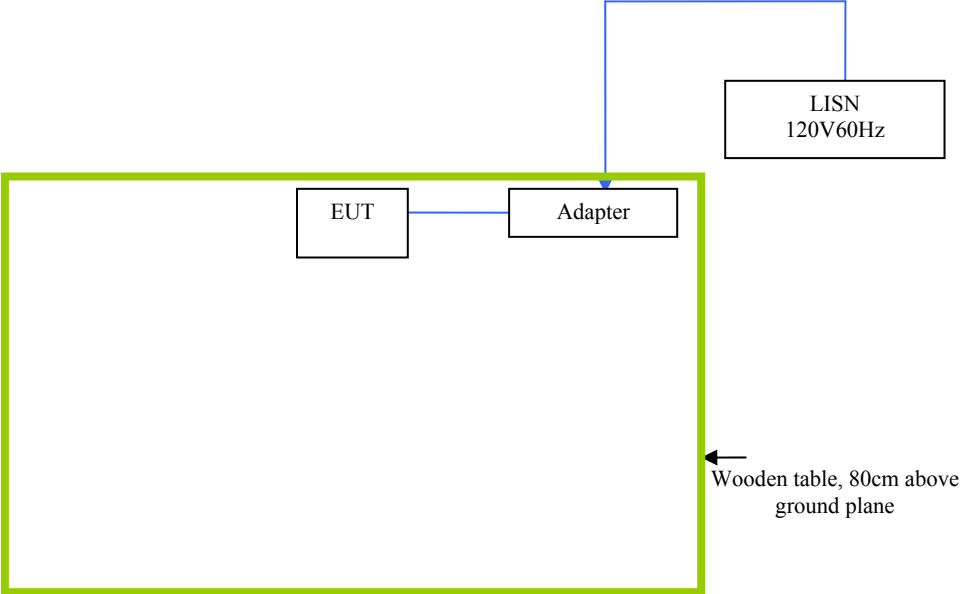 LISN
120V60Hz
EUT
Adapter
Wooden table, 80cm above
ground plane